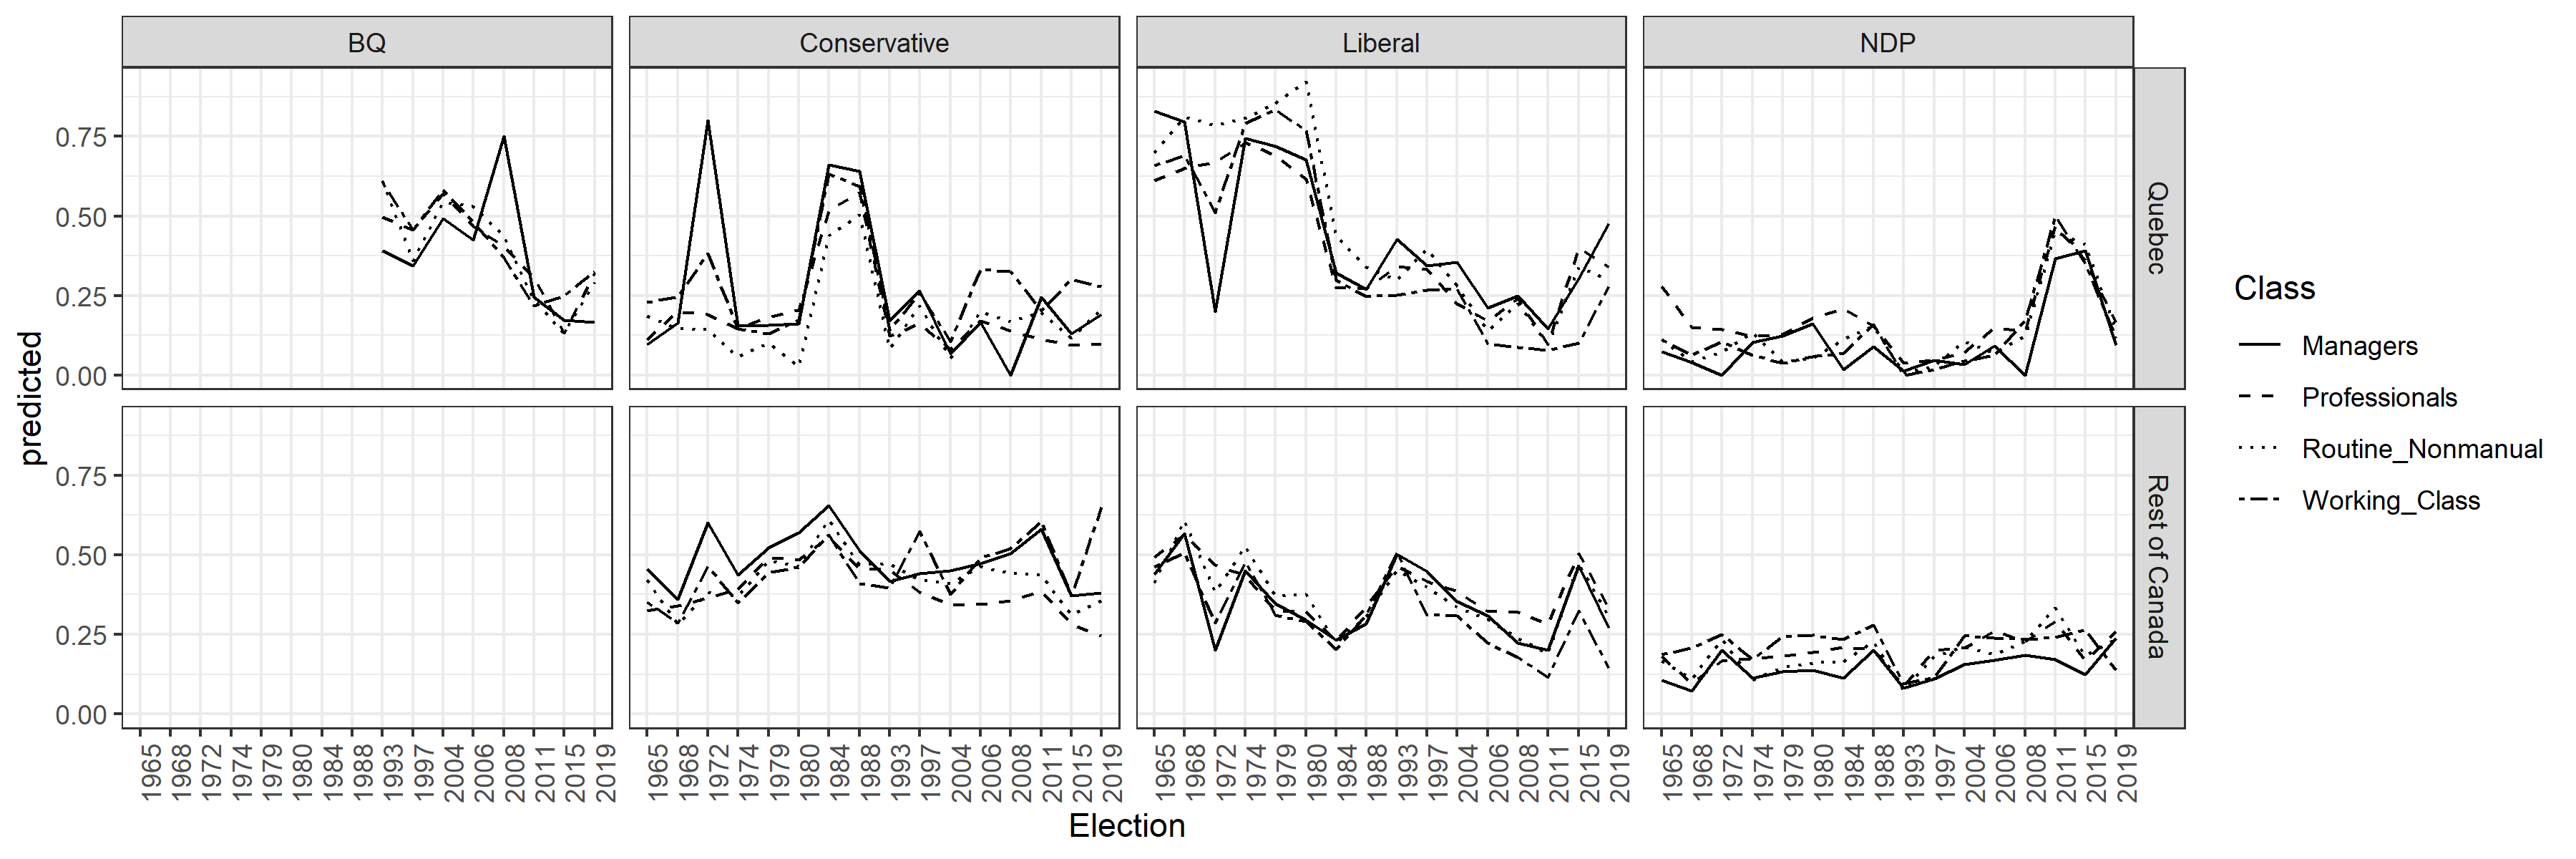 BQ Conservative Liberal NDP
predicted
0.75
0.50
0.25
0.00
Quebec
0.75
0.50
0.25
0.00
Rest of Canada
1965 1968 1972 1974 1979 1980 1984 1988 1993 1997 2004 2006 2008 2011 2015 2019
1965 1968 1972 1974 1979 1980 1984 1988 1993 1997 2004 2006 2008 2011 2015 2019
1965 1968 1972 1974 1979 1980 1984 1988 1993 1997 2004 2006 2008 2011 2015 2019
1965 1968 1972 1974 1979 1980 1984 1988 1993 1997 2004 2006 2008 2011 2015 2019
Election
Class
Managers
Professionals
Routine_Nonmanual
Working_Class